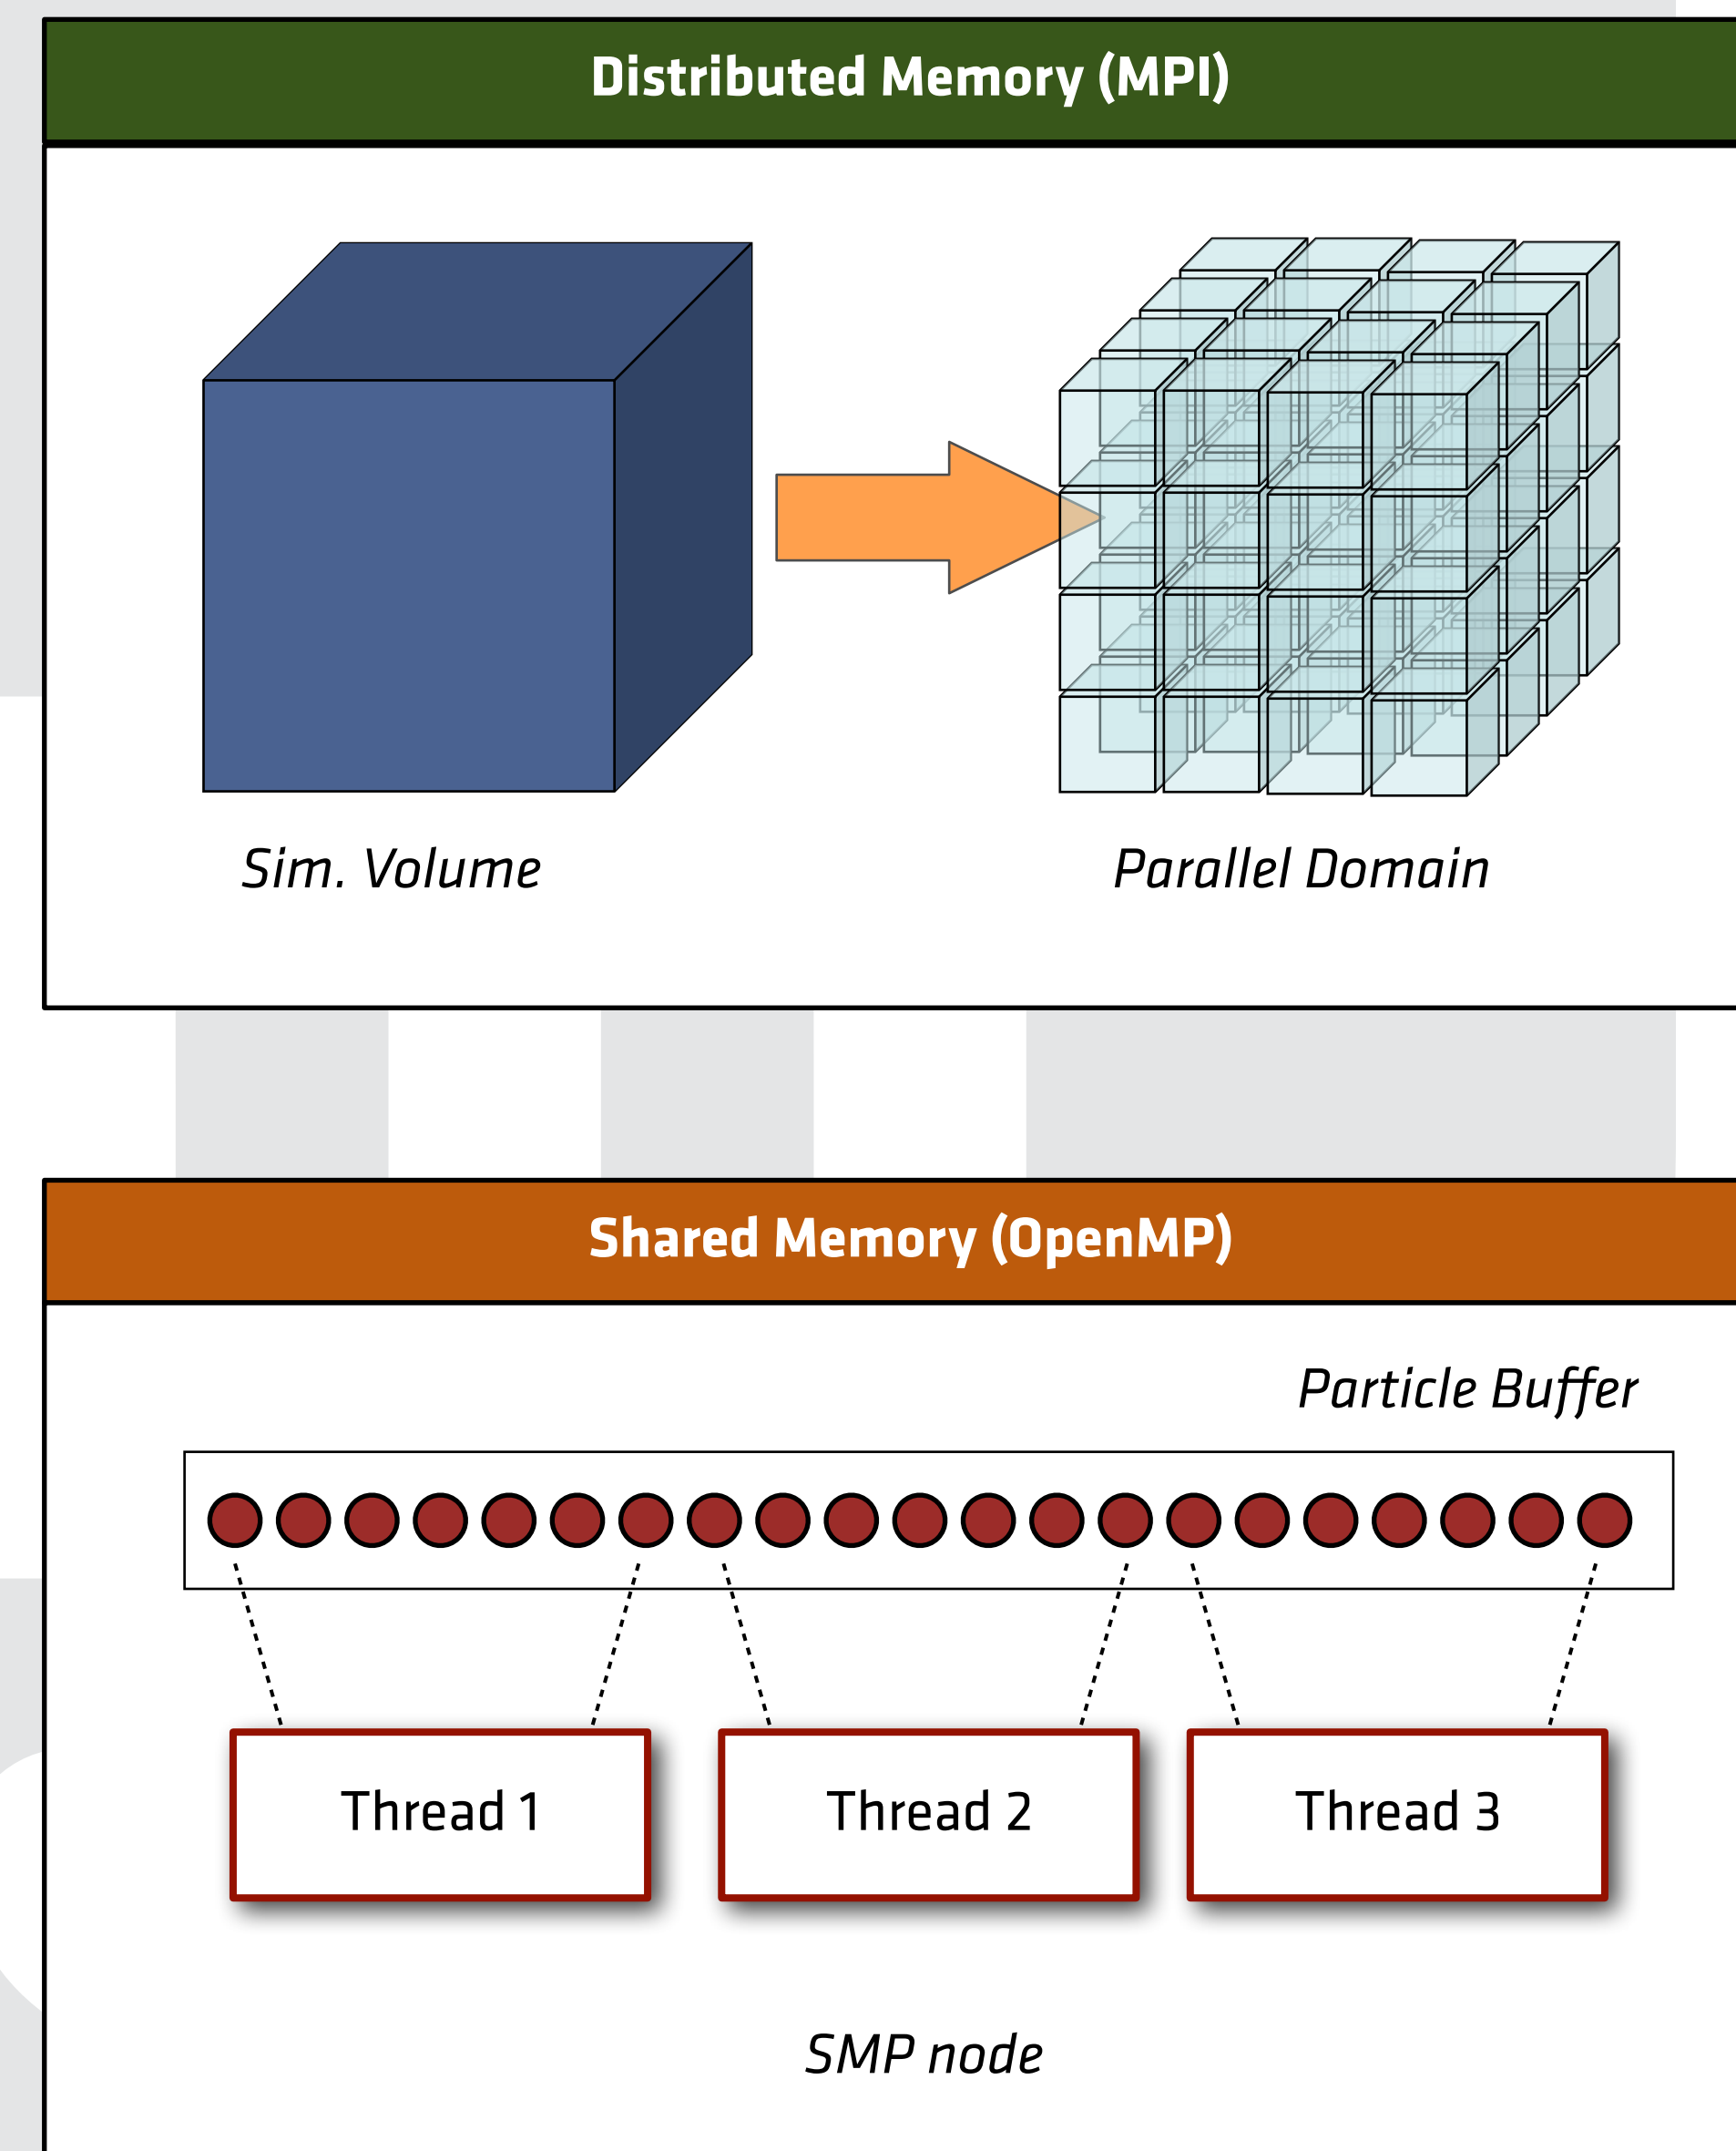 Distributed Memory (MPI)
Sim. Volume
Parallel Domain
Shared Memory (OpenMP)
Particle Buffer
Thread 1
Thread 2
Thread 3
SMP node